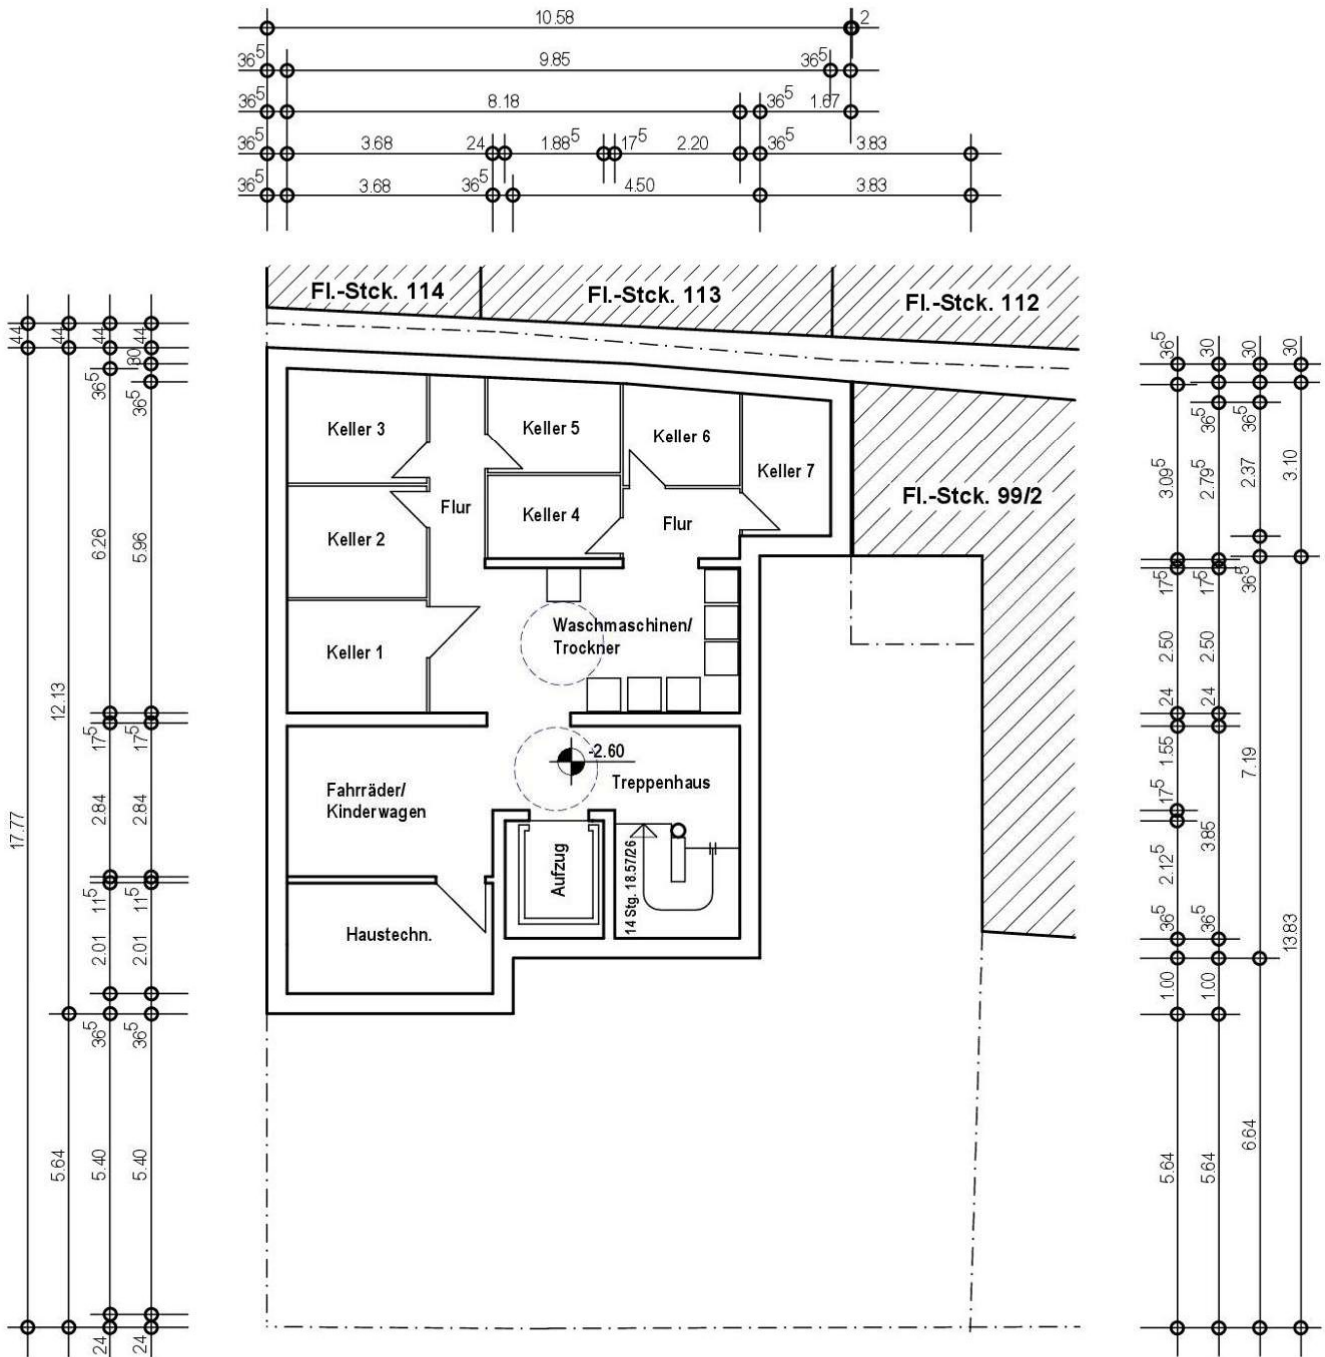 10.58 2
36⁵ 9.85 36⁵
36⁵ 8.18 36⁵ 1.67
36⁵ 3.68 24 1.88⁵ 17⁵ 2.20 36⁵ 3.83
36⁵ 3.68 36⁵ 4.50 3.83
Fl.-Stck. 114
Fl.-Stck. 113
Fl.-Stck. 112
Fl.-Stck. 99/2
Keller 3
Keller 5
Keller 6
Keller 7
Flur
Keller 4
Flur
Keller 2
Keller 1
Waschmaschinen/
Trockner
-2.60
Treppenhaus
Fahrräder/
Kinderwagen
Aufzug
14 Stg. 18.57/26
Haustechn.
44 17.77
44 12.13 5.64
44 36⁵ 6.26 17⁵ 2.84 11⁵ 2.01 36⁵ 5.40 24
44 30 36⁵ 5.96 17⁵ 2.84 11⁵ 2.01 36⁵ 5.40 24
36⁵ 3.09⁵ 17⁵ 2.50 24 1.55 17⁵ 2.12⁵ 36⁵ 1.00 5.64
30 36⁵ 2.79⁵ 17⁵ 2.50 24 3.85 36⁵ 1.00 5.64
30 36⁵ 2.37 36⁵ 7.19 6.64
30 3.10 13.83